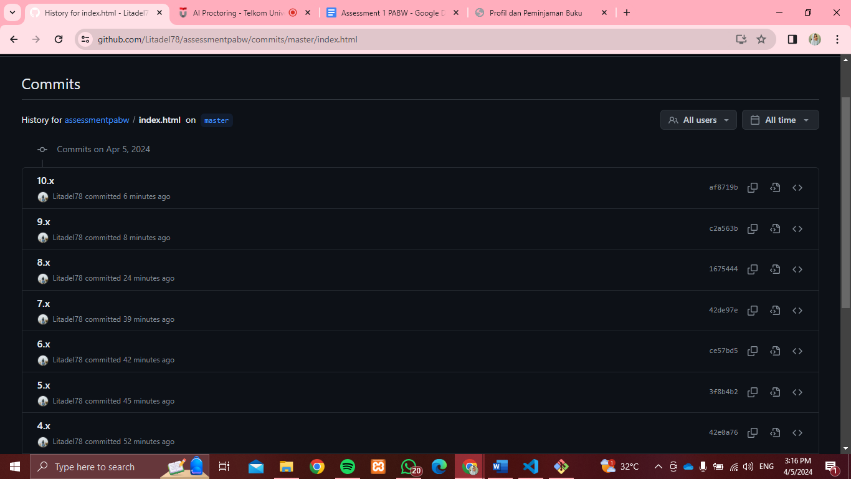 History for index.html - Litadel7
AI Proctoring - Telkom Uni
Assessment 1 PABW - Google D
Profil dan Peminjaman Buku
github.com/Litadel78/assessmentpabw/commits/master/index.html
Commits
History for assessmentpabw / index.html on master
All users
All time
Commits on Apr 5, 2024
10.x
Litadel78 committed 6 minutes ago
af8719b
9.x
Litadel78 committed 8 minutes ago
c2a563b
8.x
Litadel78 committed 24 minutes ago
1675444
7.x
Litadel78 committed 39 minutes ago
42de97e
6.x
Litadel78 committed 42 minutes ago
ce57bd5
5.x
Litadel78 committed 45 minutes ago
3f8b4b2
4.x
Litadel78 committed 52 minutes ago
42e0a76
Type here to search
20
32°C
ENG
3:16 PM
4/5/2024
1